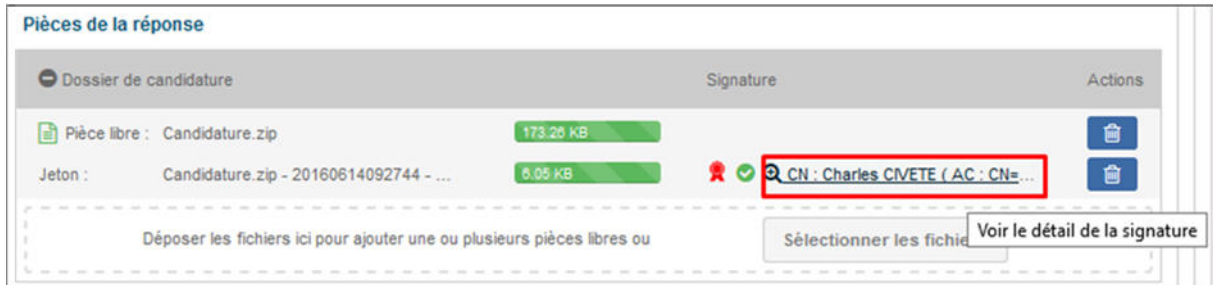 Pièces de la réponse
Dossier de candidature Signature Actions
Pièce libre : Candidature.zip 173.26 KB
Jeton : Candidature.zip - 20160614092744 - ... 6.05 KB CN : Charles CIVETE ( AC : CN=...
Déposer les fichiers ici pour ajouter une ou plusieurs pièces libres ou Sélectionner les fichie
Voir le détail de la signature